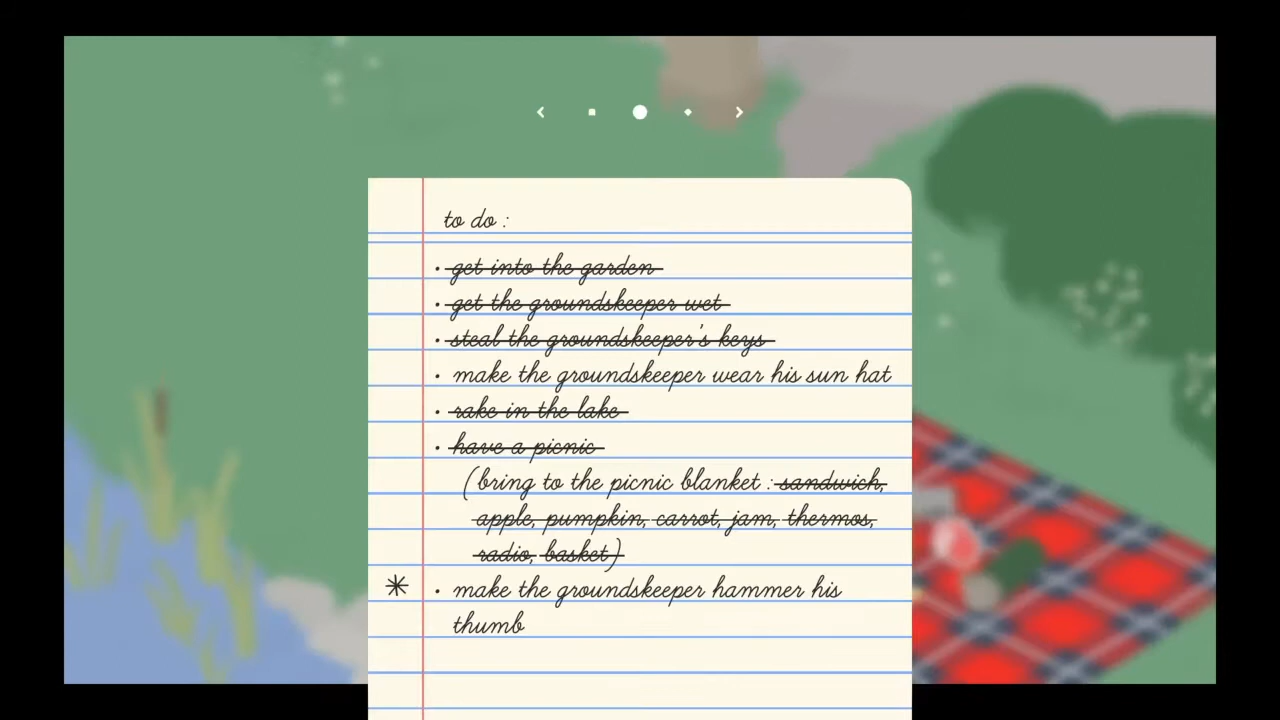 to do :
• get into the garden
• get the groundskeeper wet
• steal the groundskeeper's keys
• make the groundskeeper wear his sun hat
• rake in the lake
• have a picnic
(bring to the picnic blanket : sandwich,
apple, pumpkin, carrot, jam, thermos,
radio, basket)
• make the groundskeeper hammer his
thumb